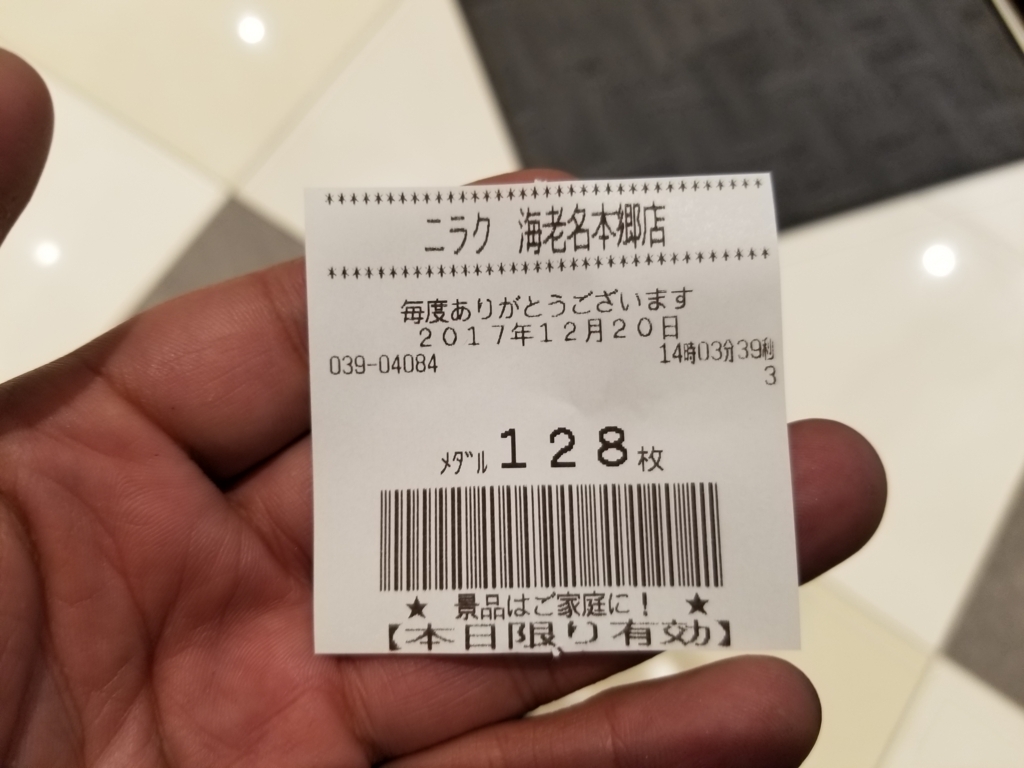 ********************************
ニラク 海老名本郷店
********************************
毎度ありがとうございます
2017年12月20日
039-04084 14時03分39秒
3
ﾒﾀﾞﾙ 128枚
★ 景品はご家庭に! ★
【本日限り有効】